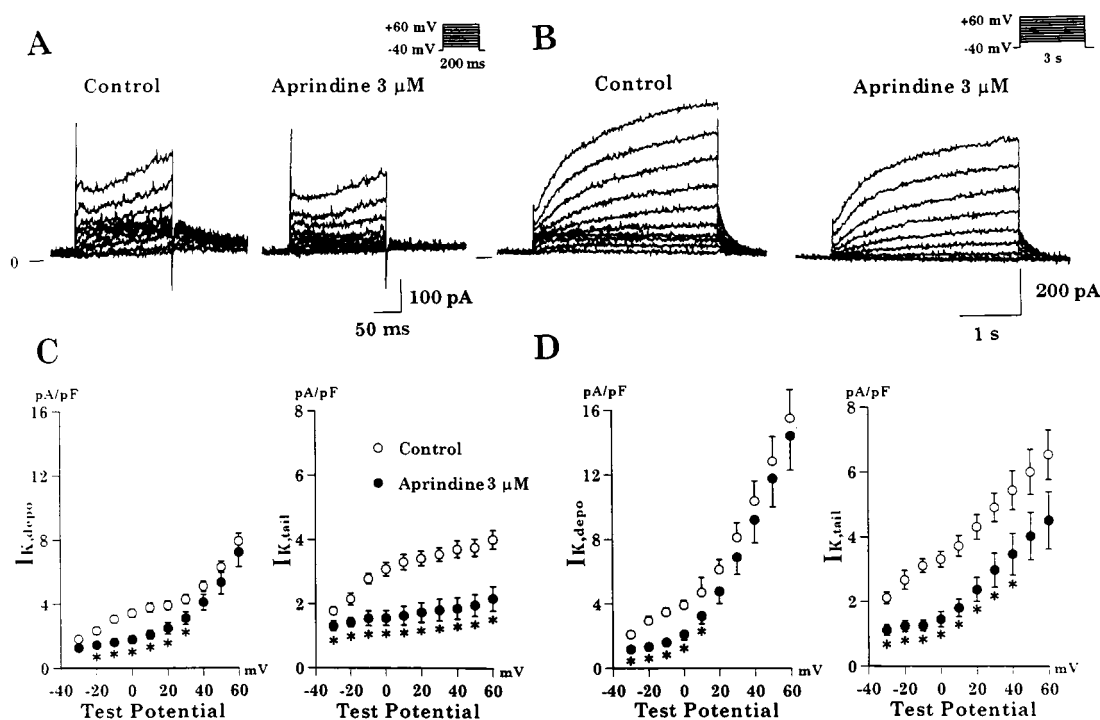 A
+60 mV
-40 mV
200 ms
Control
Aprindine 3 μM
0
100 pA
50 ms
B
+60 mV
-40 mV
3 s
Control
Aprindine 3 μM
200 pA
1 s
C
pA/pF
16
12
8
4
0
IK,depo
-40 -20 0 20 40 60
mV
Test Potential
pA/pF
8
6
4
2
0
IK,tail
Control
Aprindine 3 μM
* * * * * *
* * * * * * * * * *
-40 -20 0 20 40 60
mV
Test Potential
D
pA/pF
16
12
8
4
0
IK,depo
* * * * *
-40 -20 0 20 40 60
mV
Test Potential
pA/pF
8
6
4
2
0
IK,tail
* * * * * * * *
-40 -20 0 20 40 60
mV
Test Potential